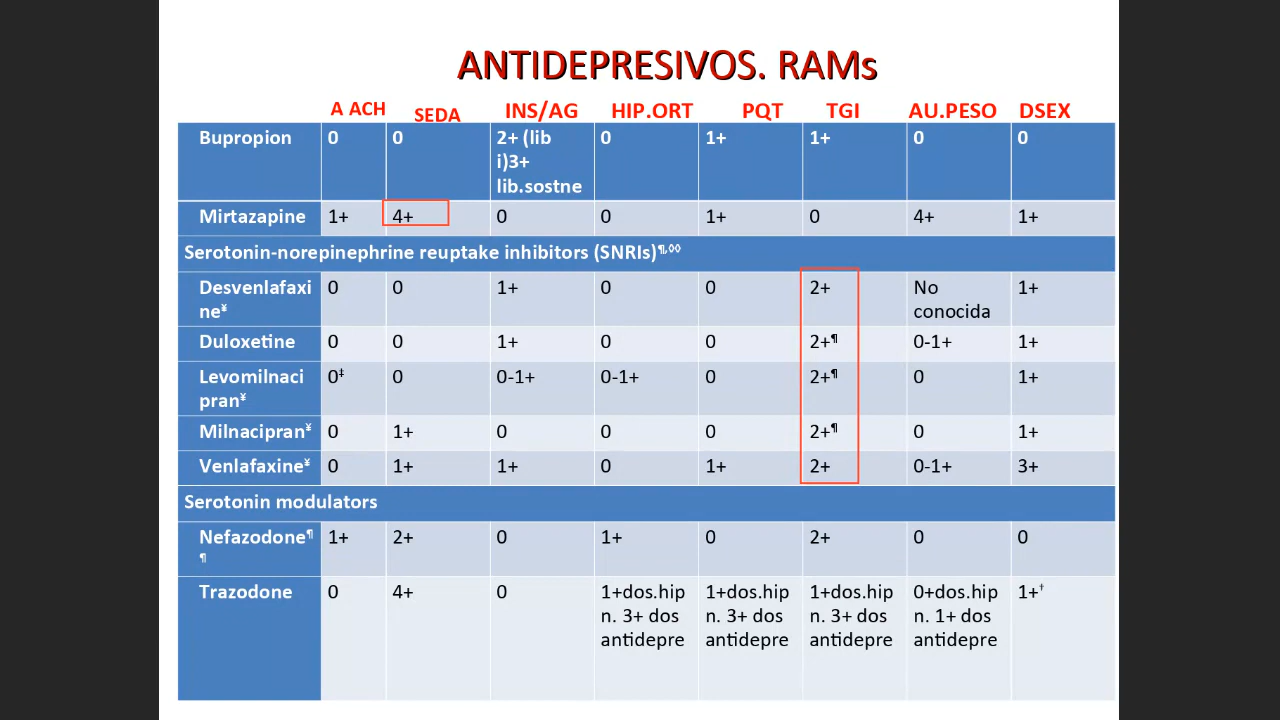 ANTIDEPRESIVOS. RAMs
A ACH SEDA INS/AG HIP.ORT PQT TGI AU.PESO DSEX
Bupropion 0 0 2+ (lib 0 1+ 1+ 0 0
i)3+
lib.sostne
Mirtazapine 1+ 4+ 0 0 1+ 0 4+ 1+
Serotonin-norepinephrine reuptake inhibitors (SNRIs)¶,◊◊
Desvenlafaxi 0 0 1+ 0 0 2+ No 1+
ne¥ conocida
Duloxetine 0 0 1+ 0 0 2+¶ 0-1+ 1+
Levomilnaci 0‡ 0 0-1+ 0-1+ 0 2+¶ 0 1+
pran¥
Milnacipran¥ 0 1+ 0 0 0 2+¶ 0 1+
Venlafaxine¥ 0 1+ 1+ 0 1+ 2+ 0-1+ 3+
Serotonin modulators
Nefazodone¶ 1+ 2+ 0 1+ 0 2+ 0 0
¶
Trazodone 0 4+ 0 1+dos.hip 1+dos.hip 1+dos.hip 0+dos.hip 1+†
n. 3+ dos n. 3+ dos n. 3+ dos n. 1+ dos
antidepre antidepre antidepre antidepre